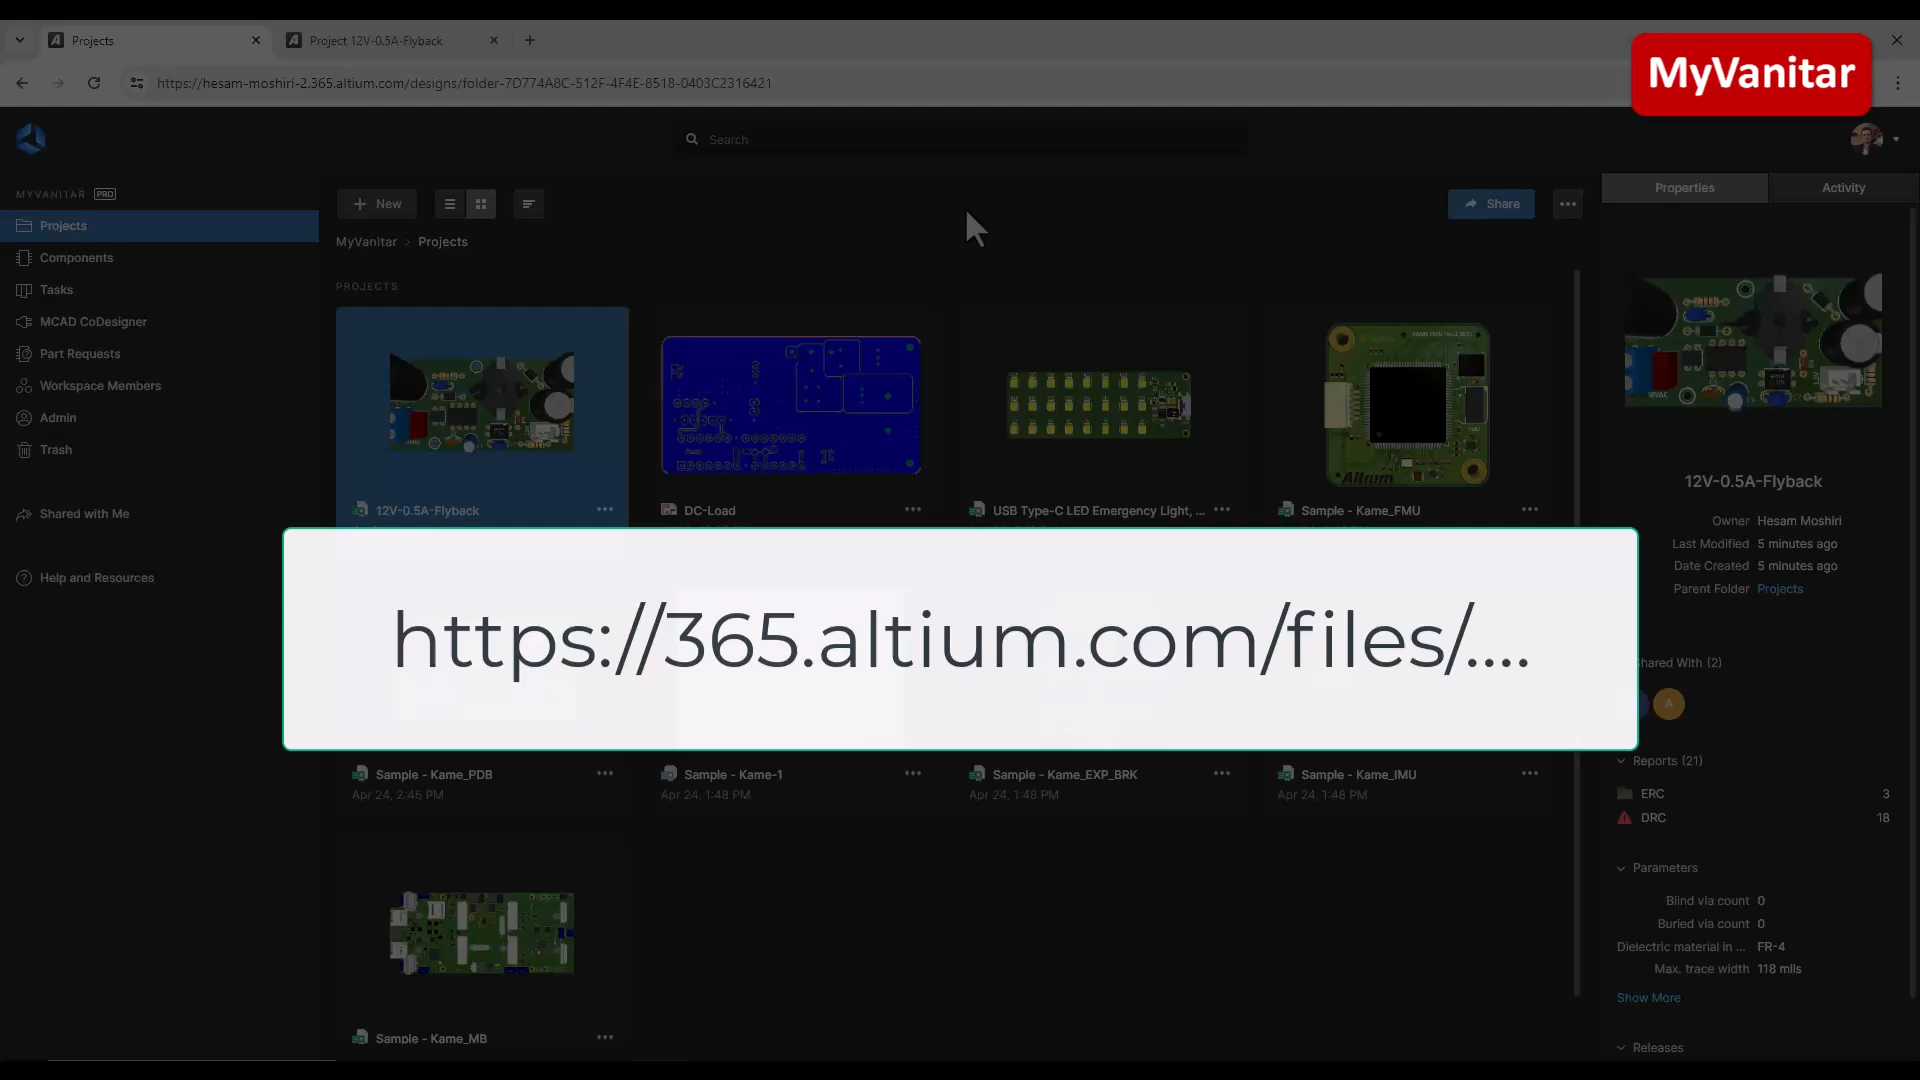 Projects
Project 12V-0.5A-Flyback
https://hesam-moshiri-2.365.altium.com/designs/folder-7D774A8C-512F-4F4E-8518-0403C2316421
MyVanitar
Search
MYVANITAR PRO
Projects
Components
Tasks
MCAD CoDesigner
Part Requests
Workspace Members
Admin
Trash
Shared with Me
Help and Resources
New
Share
MyVanitar > Projects
PROJECTS
12V-0.5A-Flyback
DC-Load
USB Type-C LED Emergency Light, ...
Sample - Kame_FMU
https://365.altium.com/files/....
Sample - Kame_PDB
Apr 24, 2:46 PM
Sample - Kame-1
Apr 24, 1:48 PM
Sample - Kame_EXP_BRK
Apr 24, 1:48 PM
Sample - Kame_IMU
Apr 24, 1:48 PM
Sample - Kame_MB
Properties
Activity
12V-0.5A-Flyback
Owner Hesam Moshiri
Last Modified 5 minutes ago
Date Created 5 minutes ago
Parent Folder Projects
Shared With (2)
A
Reports (21)
ERC 3
DRC 18
Parameters
Blind via count 0
Buried via count 0
Dielectric material in ... FR-4
Max. trace width 118 mils
Show More
Releases